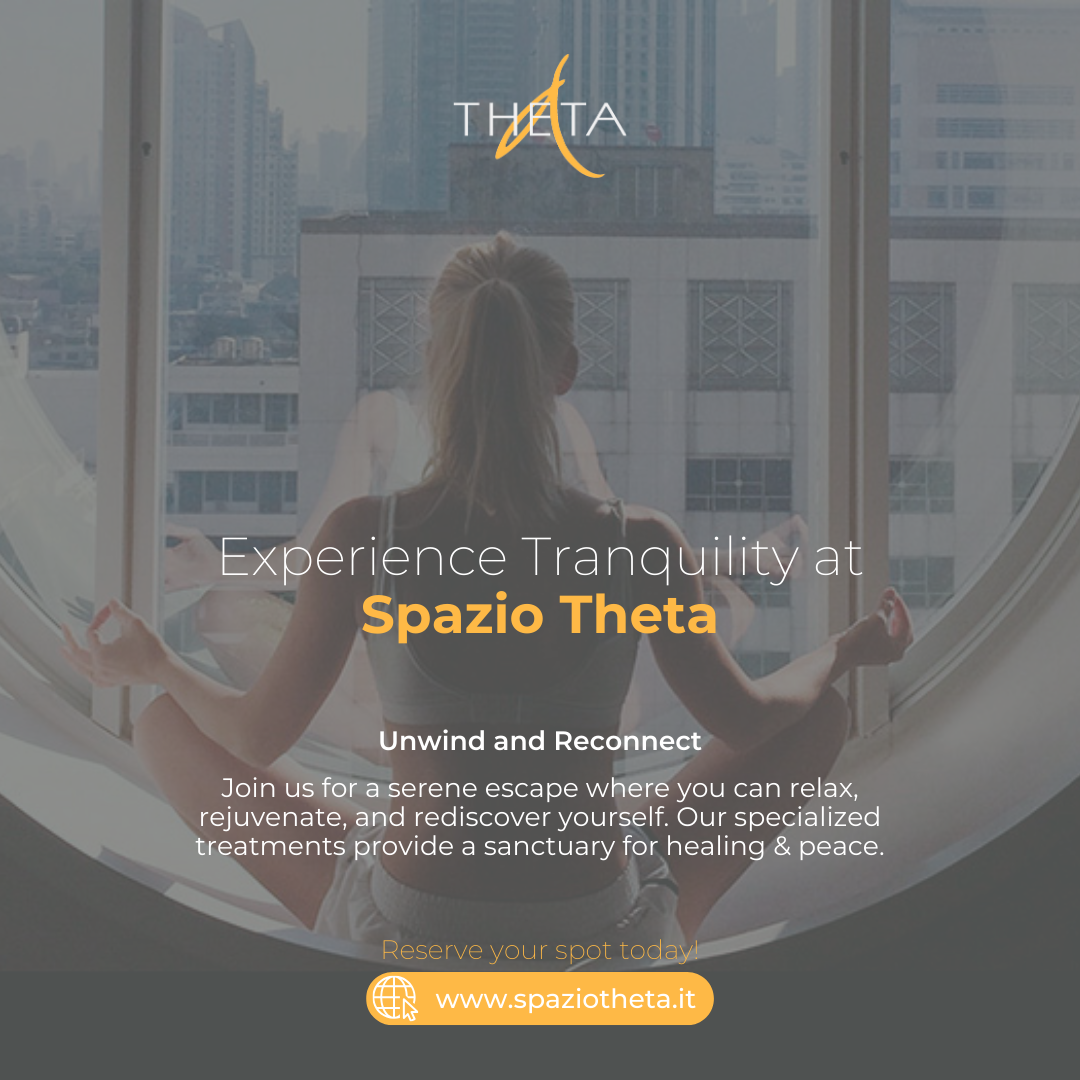 THETA
Experience Tranquility at
Spazio Theta
Unwind and Reconnect
Join us for a serene escape where you can relax,
rejuvenate, and rediscover yourself. Our specialized
treatments provide a sanctuary for healing & peace.
Reserve your spot today!
www.spaziotheta.it